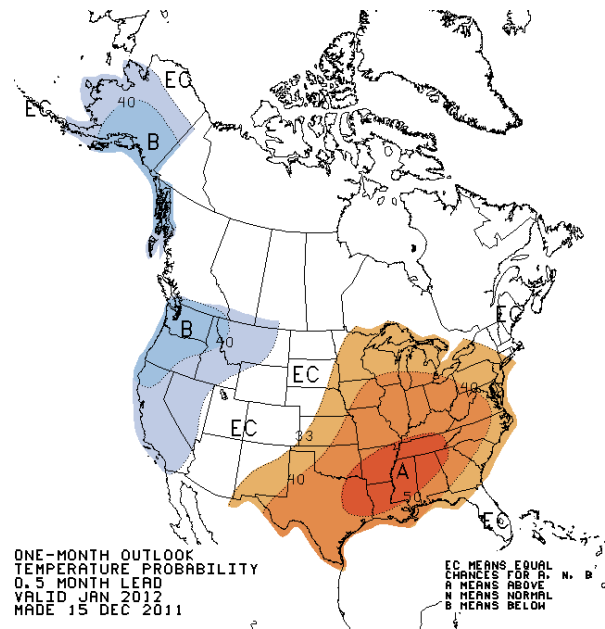 EC
40
EC
B
EC
B
40
EC
40
EC
33
A
40
50
EC
ONE-MONTH OUTLOOK
TEMPERATURE PROBABILITY
0.5 MONTH LEAD
VALID JAN 2012
MADE 15 DEC 2011
EC MEANS EQUAL
CHANCES FOR A, N, B
A MEANS ABOVE
N MEANS NORMAL
B MEANS BELOW